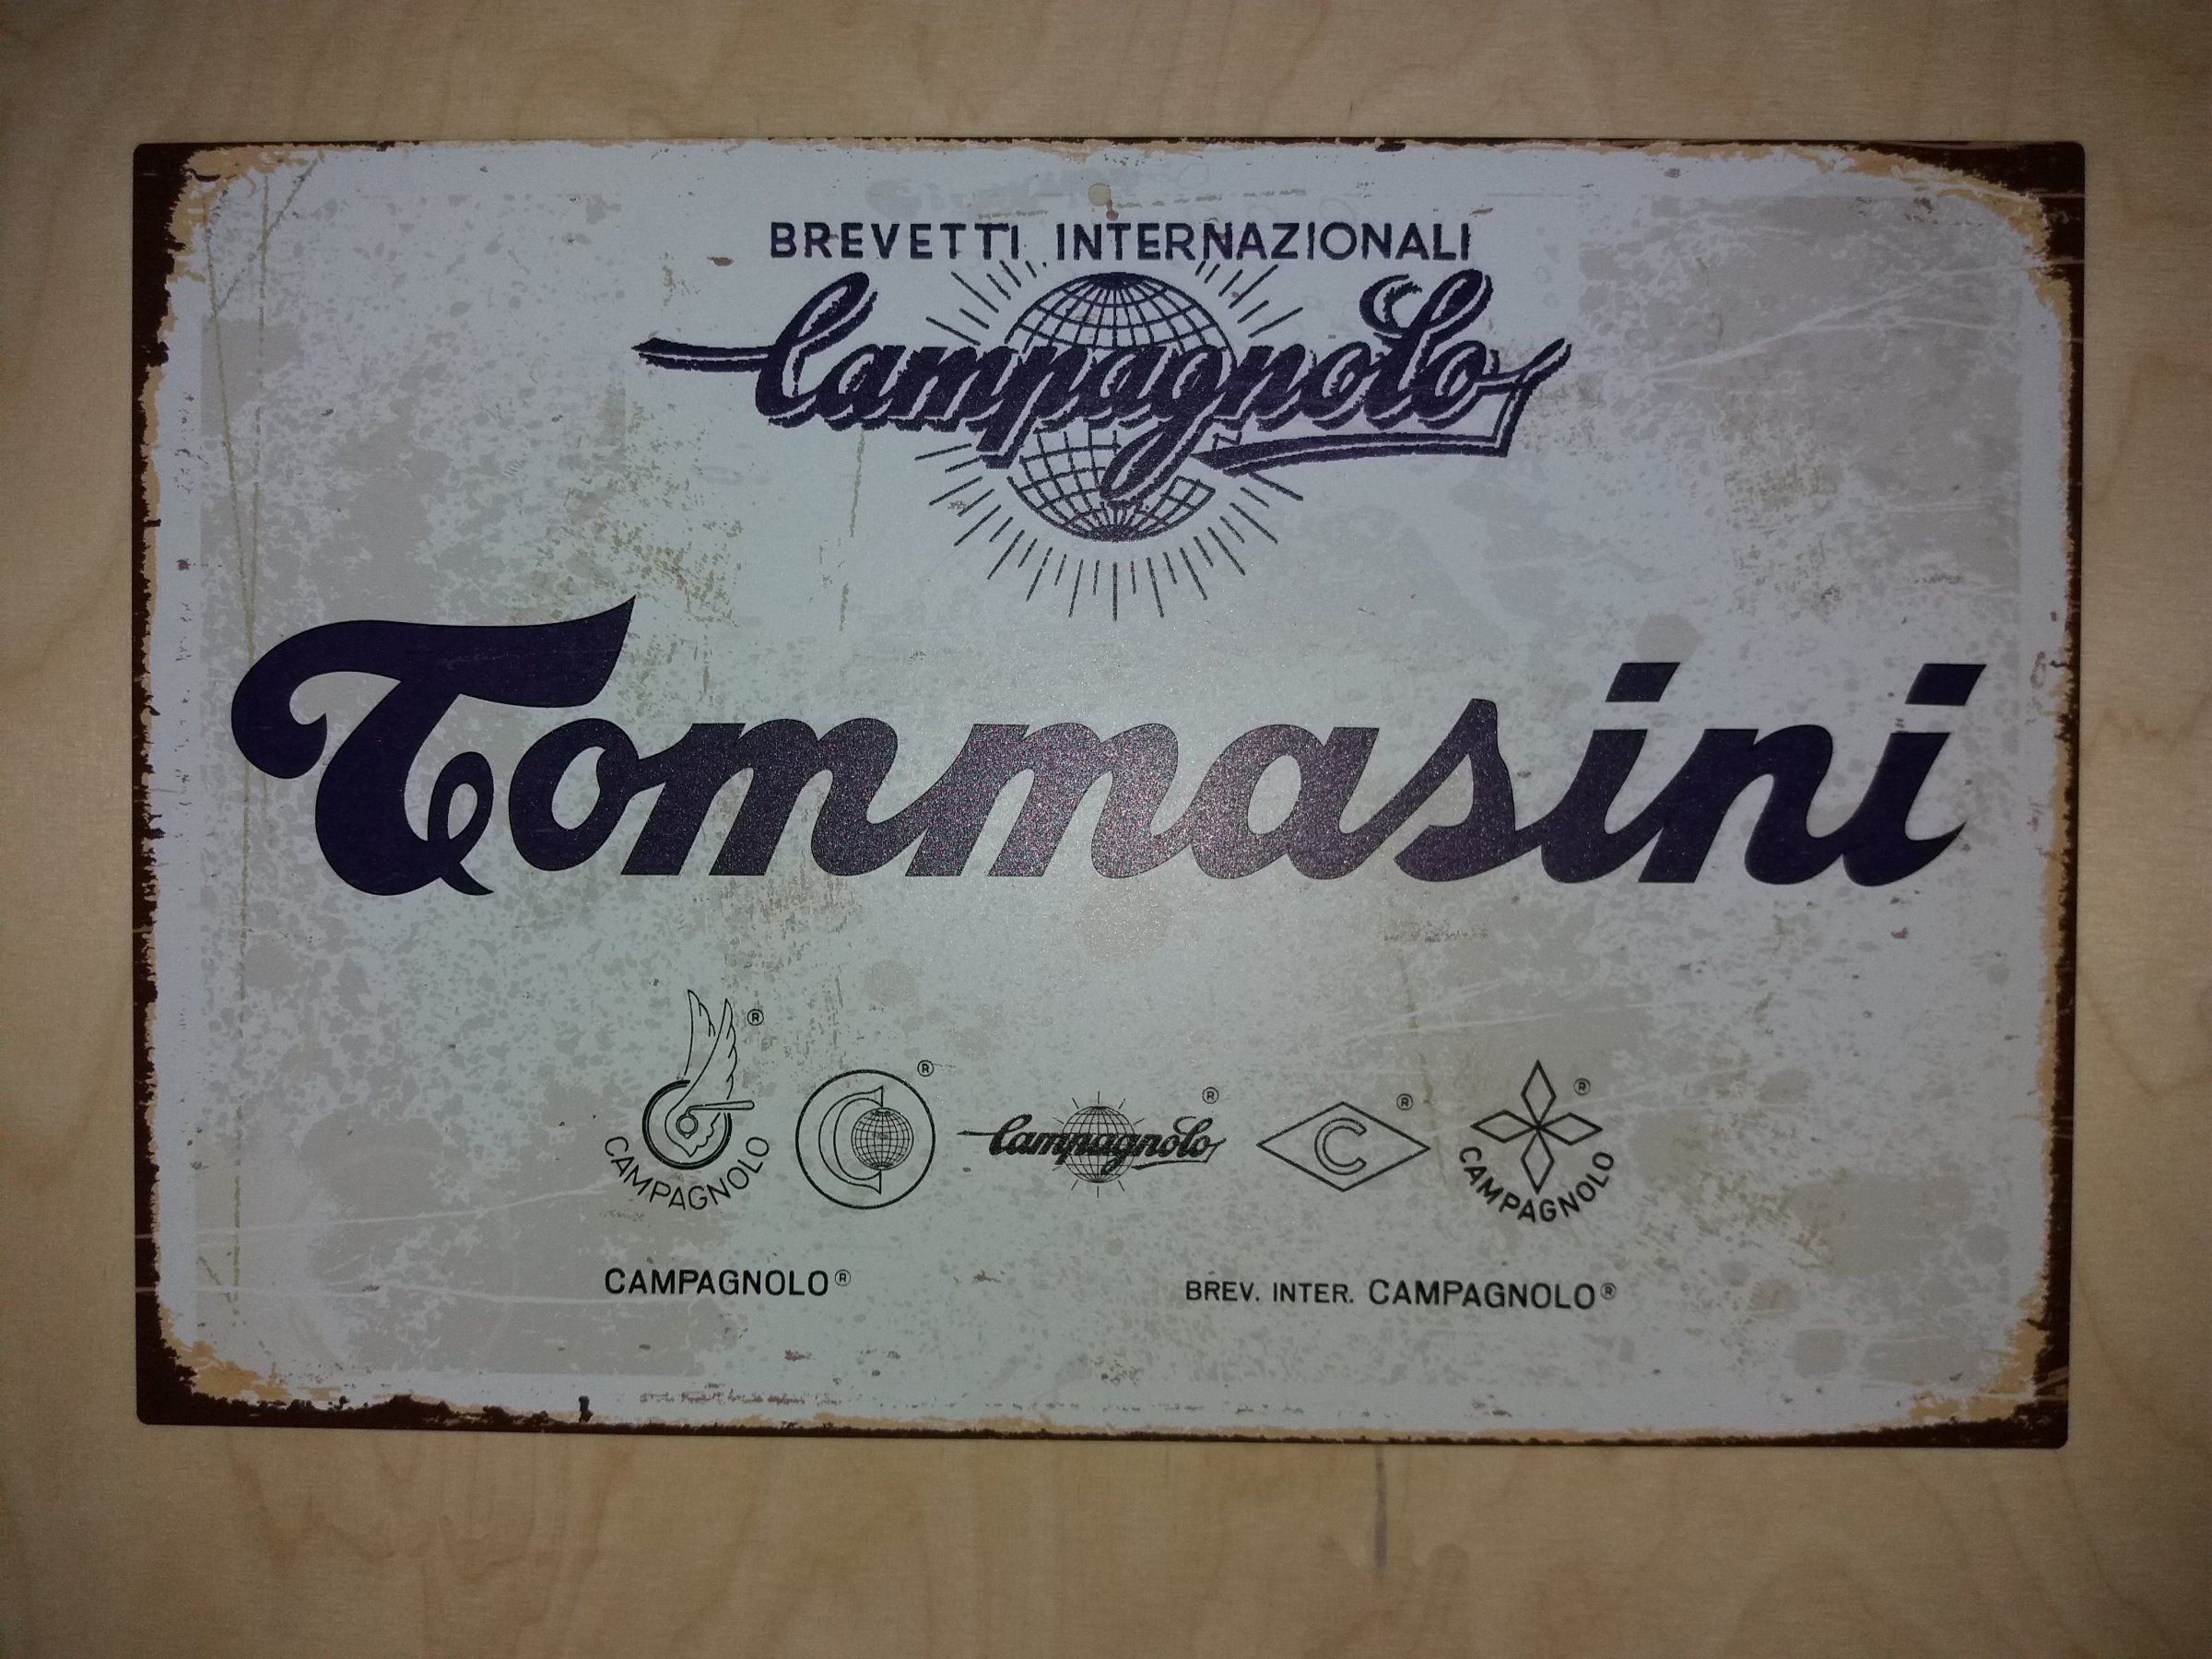 BREVETTI INTERNAZIONALI
Campagnolo
Tommasini
® ® ® ® ®
CAMPAGNOLO C Campagnolo C CAMPAGNOLO
CAMPAGNOLO® BREV. INTER. CAMPAGNOLO®